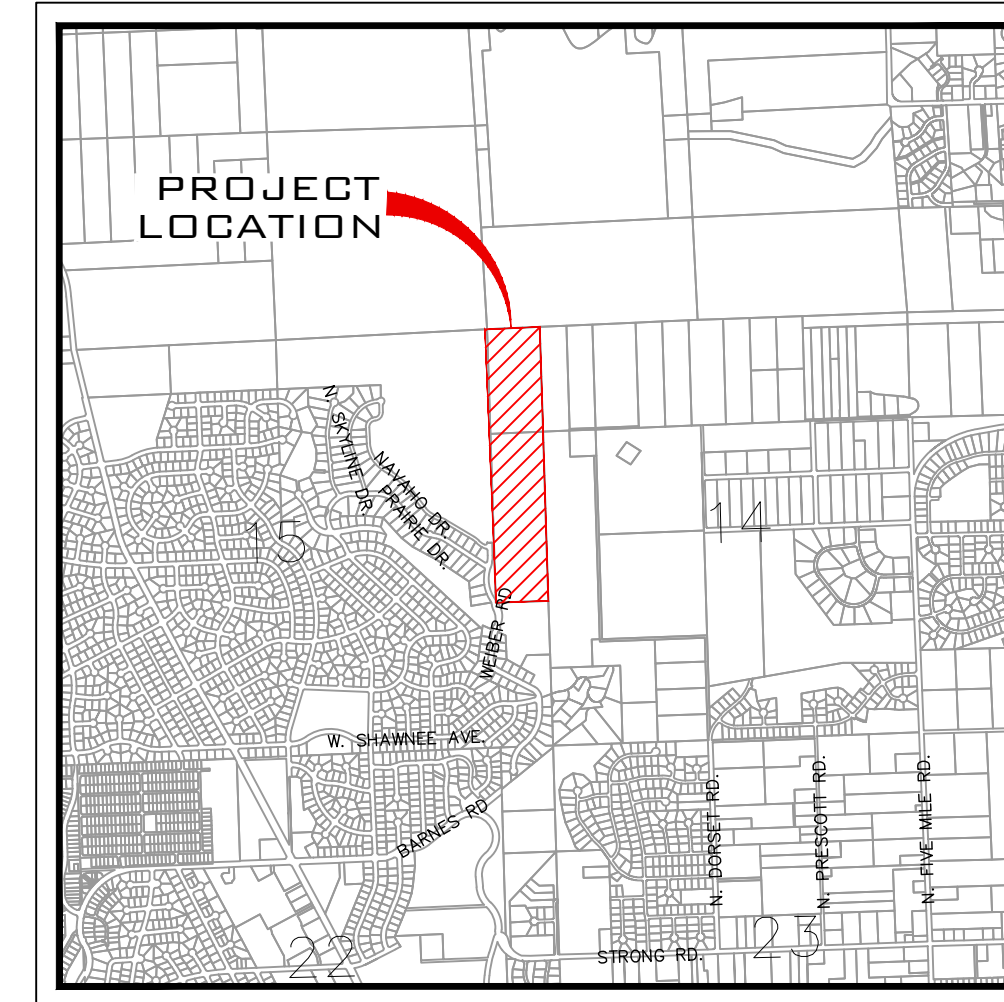 PROJECT
LOCATION
N. SKYLINE DR.
NAVAHO DR.
PRAIRIE DR.
15
14
WEIBER RD
W. SHAWNEE AVE.
BARNES RD
N. DORSET RD.
N. PRESCOTT RD.
N. FIVE MILE RD.
22
23
STRONG RD.